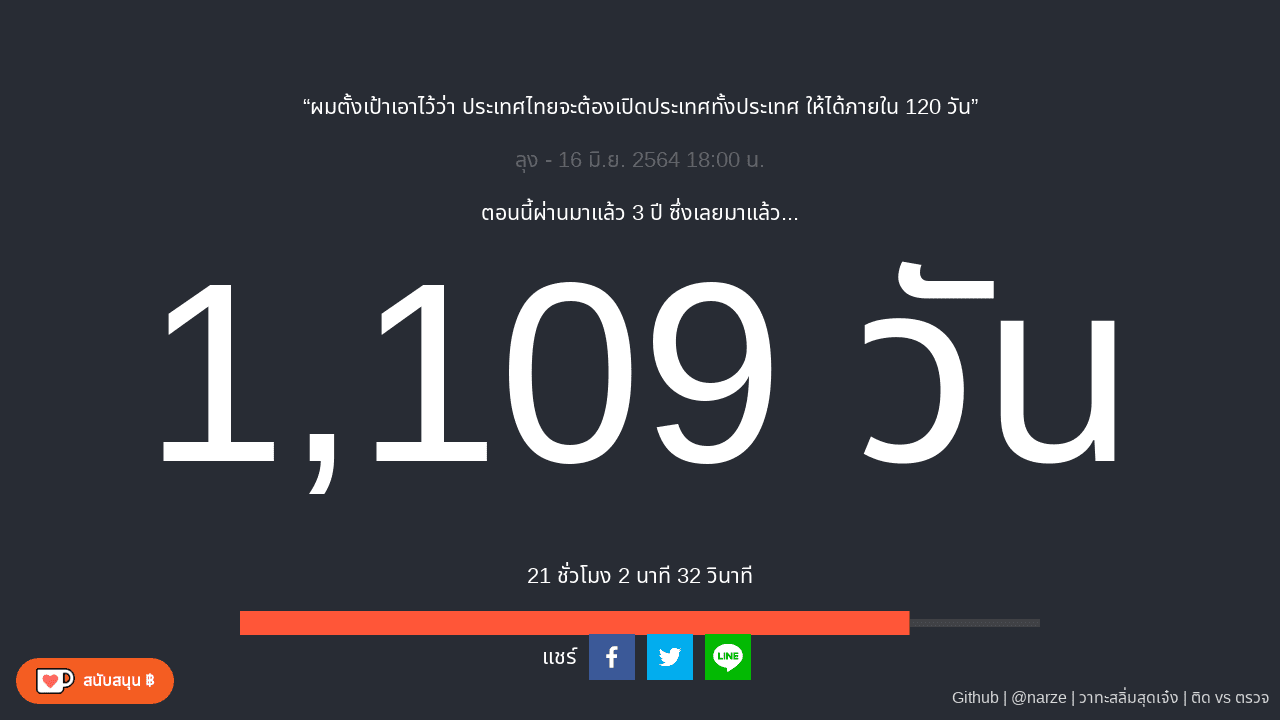 “ผมตั้งเป้าเอาไว้ว่า ประเทศไทยจะต้องเปิดประเทศทั้งประเทศ ให้ได้ภายใน 120 วัน”
ลุง - 16 มิ.ย. 2564 18:00 น.
ตอนนี้ผ่านมาแล้ว 3 ปี ซึ่งเลยมาแล้ว...
1,109 วัน
21 ชั่วโมง 2 นาที 32 วินาที
แชร์
LINE
สนับสนุน ฿
Github | @narze | วาทะสลิ่มสุดเจ๋ง | ติด vs ตรวจ